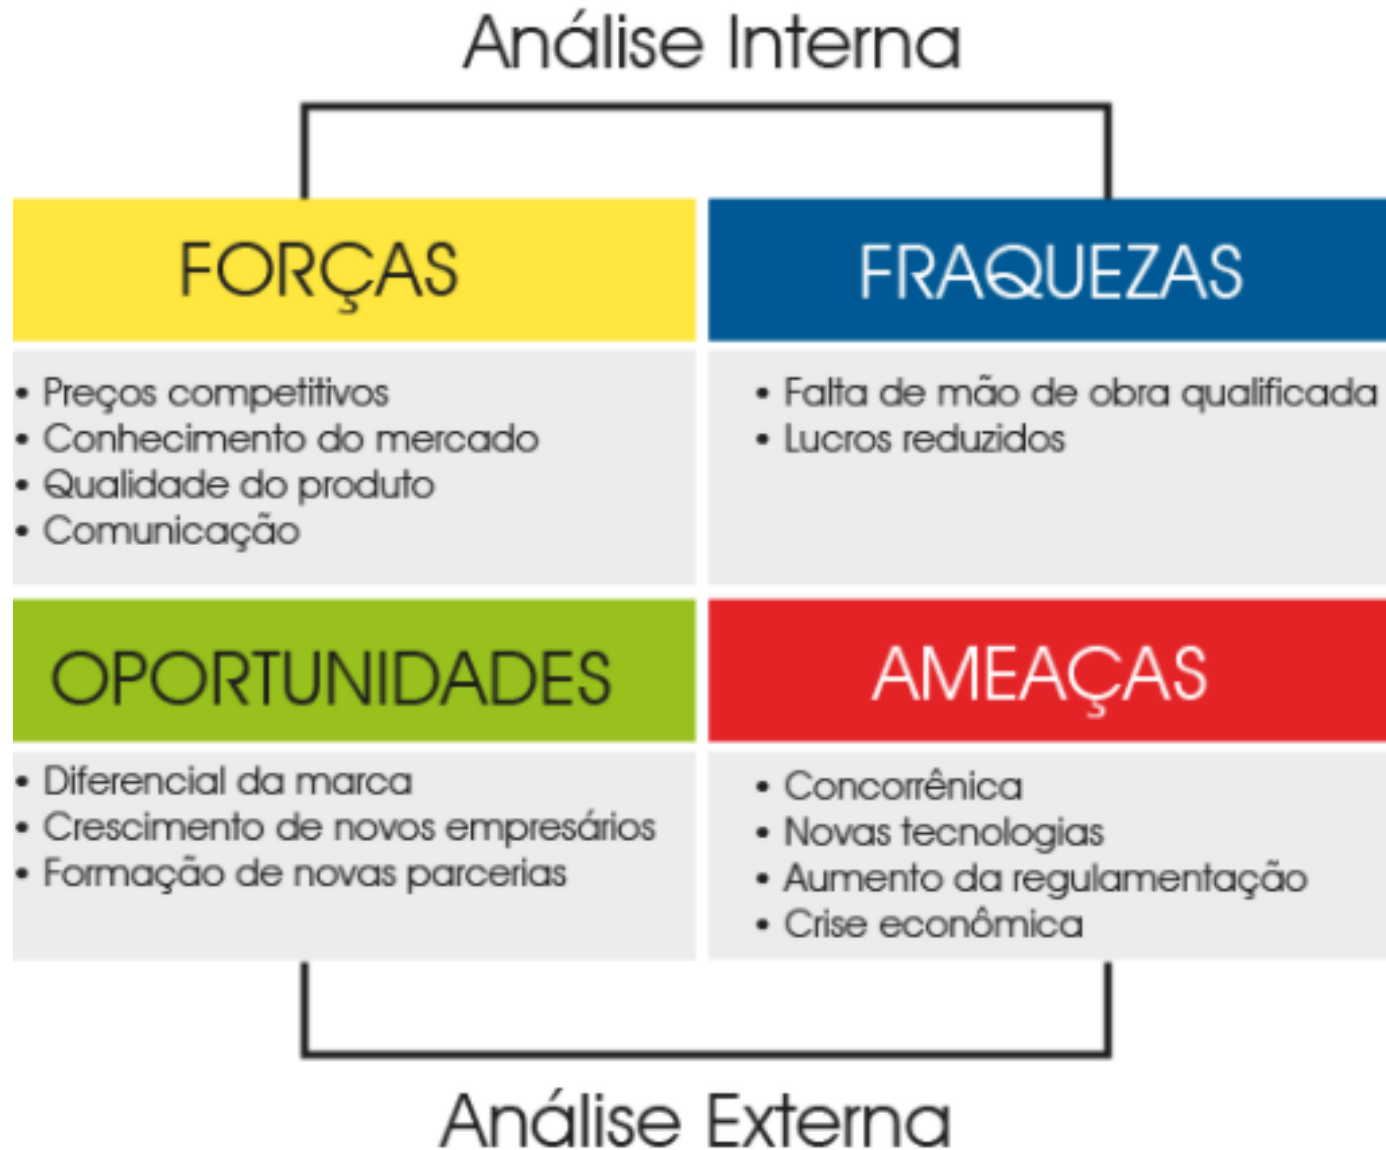 Análise Interna
FORÇAS
• Preços competitivos
• Conhecimento do mercado
• Qualidade do produto
• Comunicação
FRAQUEZAS
• Falta de mão de obra qualificada
• Lucros reduzidos
OPORTUNIDADES
• Diferencial da marca
• Crescimento de novos empresários
• Formação de novas parcerias
AMEAÇAS
• Concorrênica
• Novas tecnologias
• Aumento da regulamentação
• Crise econômica
Análise Externa